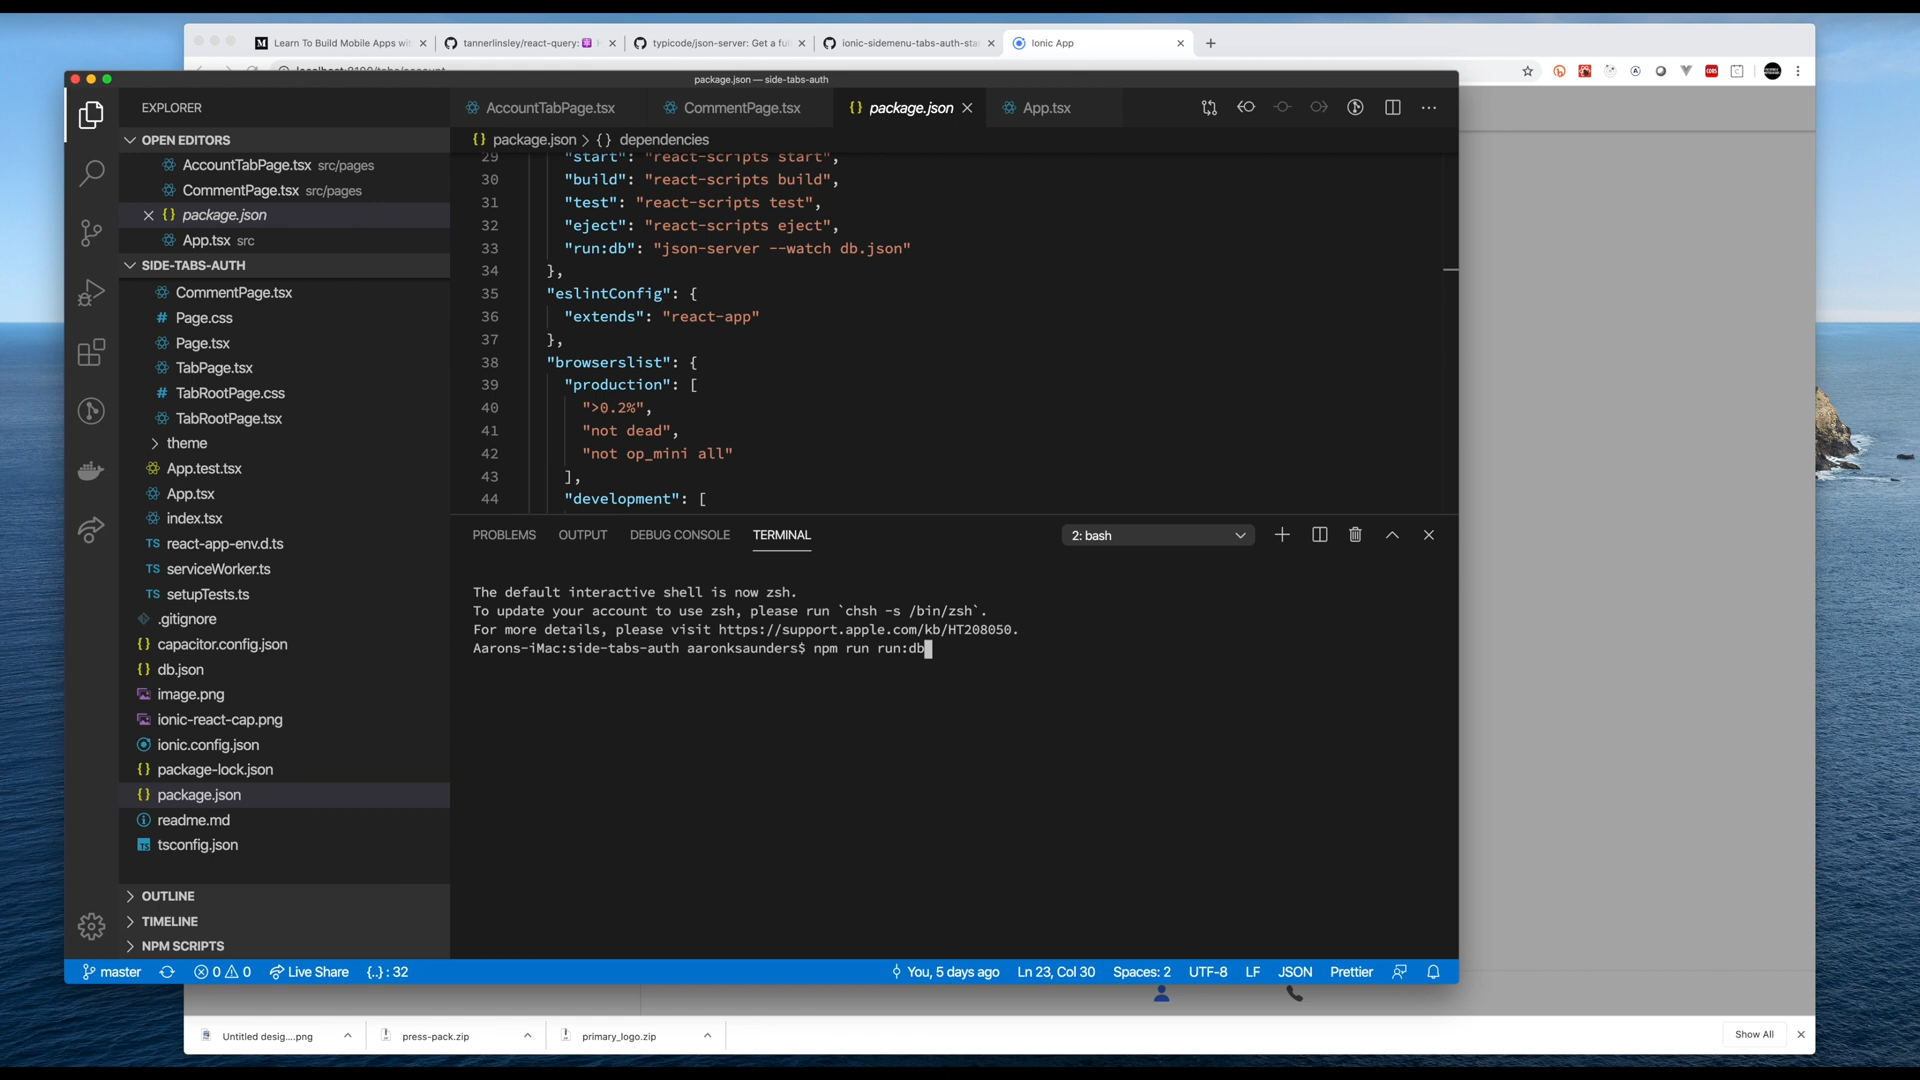 Learn To Build Mobile Apps wit
tannerlinsley/react-query:
typicode/json-server: Get a full
ionic-sidemenu-tabs-auth-sta
Ionic App
package.json — side-tabs-auth
EXPLORER
AccountTabPage.tsx
CommentPage.tsx
{} package.json
App.tsx
OPEN EDITORS
{} package.json > {} dependencies
AccountTabPage.tsx src/pages
CommentPage.tsx src/pages
{} package.json
App.tsx src
SIDE-TABS-AUTH
CommentPage.tsx
# Page.css
Page.tsx
TabPage.tsx
# TabRootPage.css
TabRootPage.tsx
theme
App.test.tsx
App.tsx
index.tsx
TS react-app-env.d.ts
TS serviceWorker.ts
TS setupTests.ts
.gitignore
{} capacitor.config.json
{} db.json
image.png
ionic-react-cap.png
ionic.config.json
{} package-lock.json
{} package.json
readme.md
tsconfig.json
OUTLINE
TIMELINE
NPM SCRIPTS
29 "start": "react-scripts start",
30 "build": "react-scripts build",
31 "test": "react-scripts test",
32 "eject": "react-scripts eject",
33 "run:db": "json-server --watch db.json"
34 },
35 "eslintConfig": {
36 "extends": "react-app"
37 },
38 "browserslist": {
39 "production": [
40 ">0.2%",
41 "not dead",
42 "not op_mini all"
43 ],
44 "development": [
PROBLEMS OUTPUT DEBUG CONSOLE TERMINAL
2: bash
The default interactive shell is now zsh.
To update your account to use zsh, please run `chsh -s /bin/zsh`.
For more details, please visit https://support.apple.com/kb/HT208050.
Aarons-iMac:side-tabs-auth aaronksaunders$ npm run run:db
master
0 0
Live Share
{..} : 32
You, 5 days ago
Ln 23, Col 30
Spaces: 2
UTF-8
LF
JSON
Prettier
Untitled desig....png
press-pack.zip
primary_logo.zip
Show All